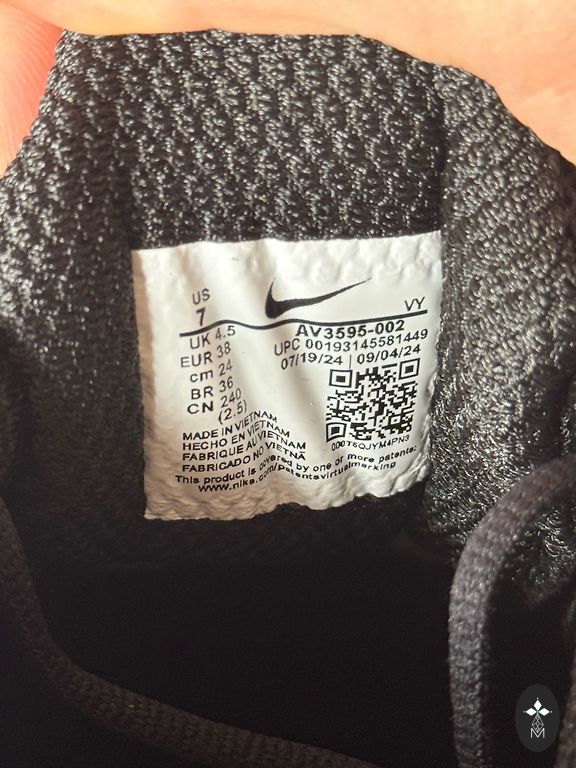 US
7
VY
UK 4.5
EUR 38
cm 24
BR 36
CN 240
(2.5)
AV3595-002
UPC 00193145581449
07/19/24 | 09/04/24
000T6QJYM4PN3
MADE IN VIETNAM
HECHO EN VIETNAM
FABRIQUE AU VIETNAM
FABRICADO NO VIETNÃ
This product is covered by one or more patents:
www.nike.com/patentsvirtualmarking
M